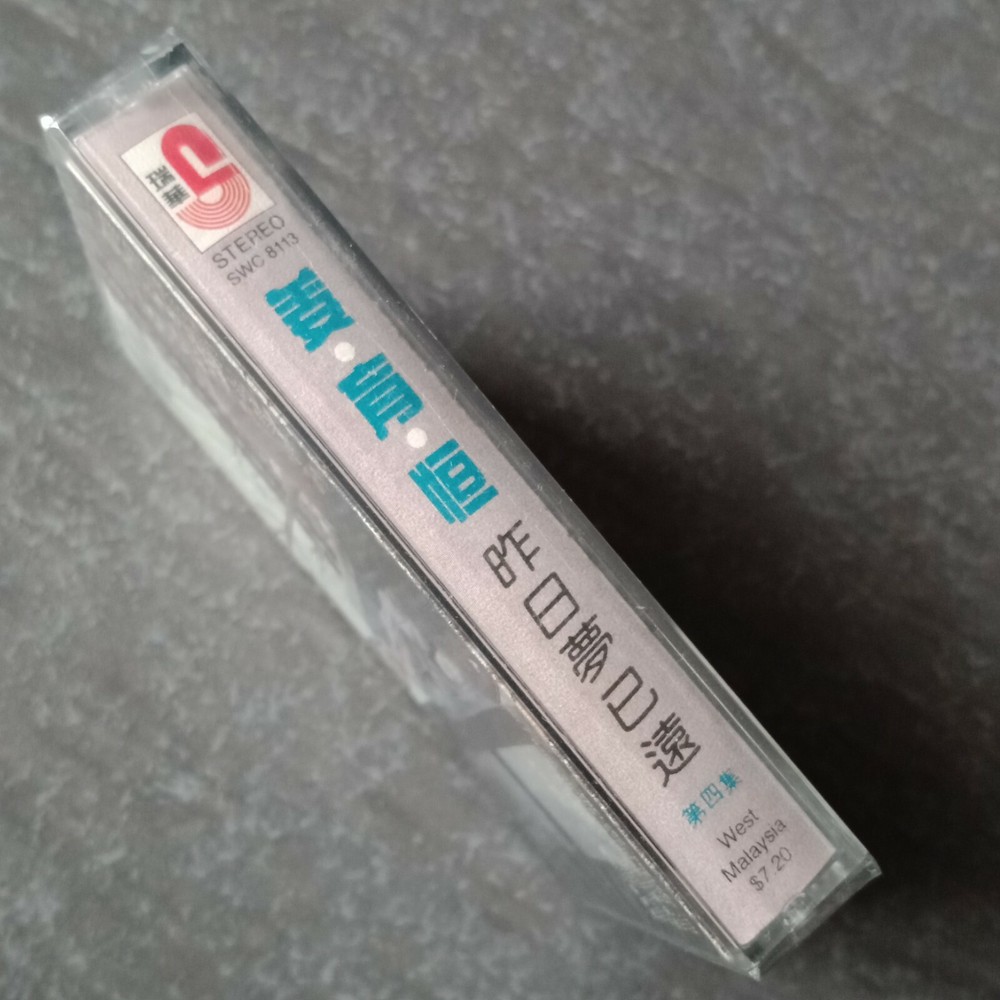 瑞華
STEREO
SWC 8113
姜·育·恒
昨日夢已遠
第四集
West
Malaysia
$7.20